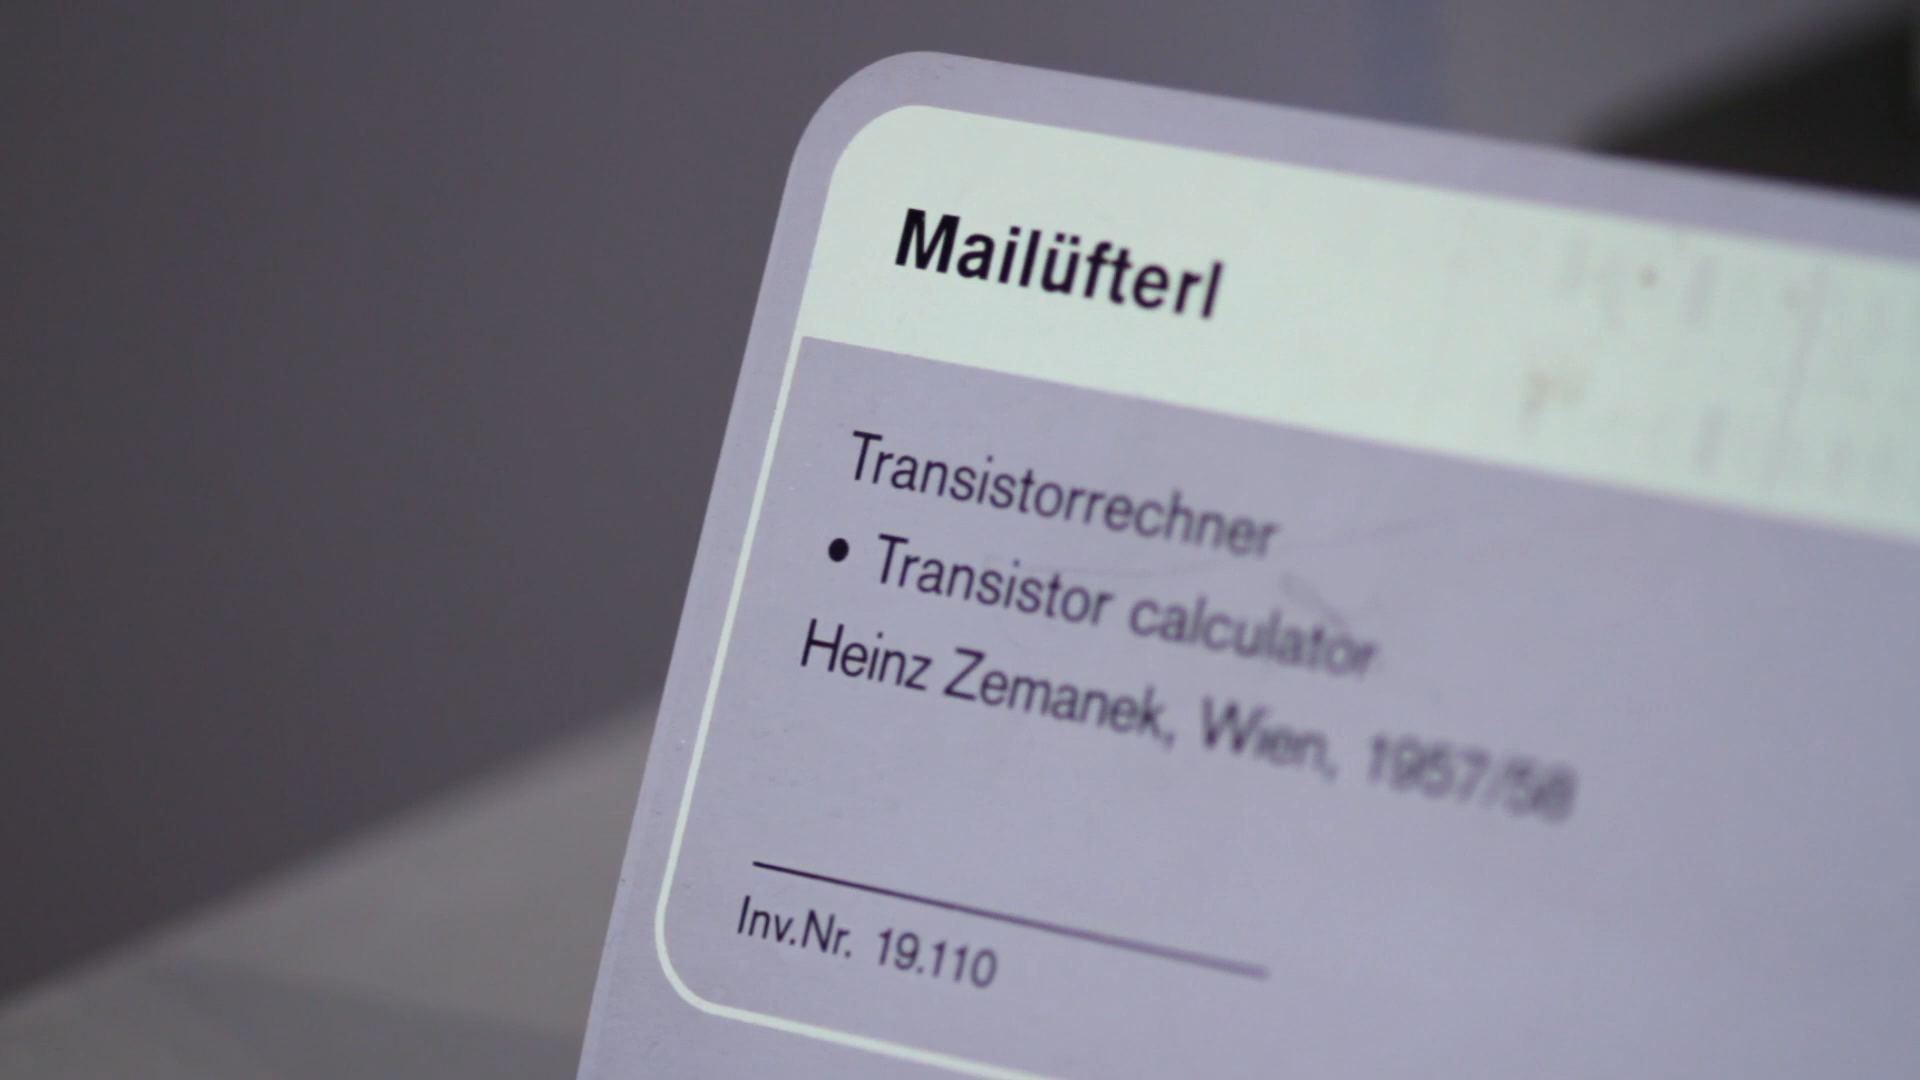 Mailüfterl
Transistorrechner
• Transistor calculator
Heinz Zemanek, Wien, 1957/58
Inv.Nr. 19.110